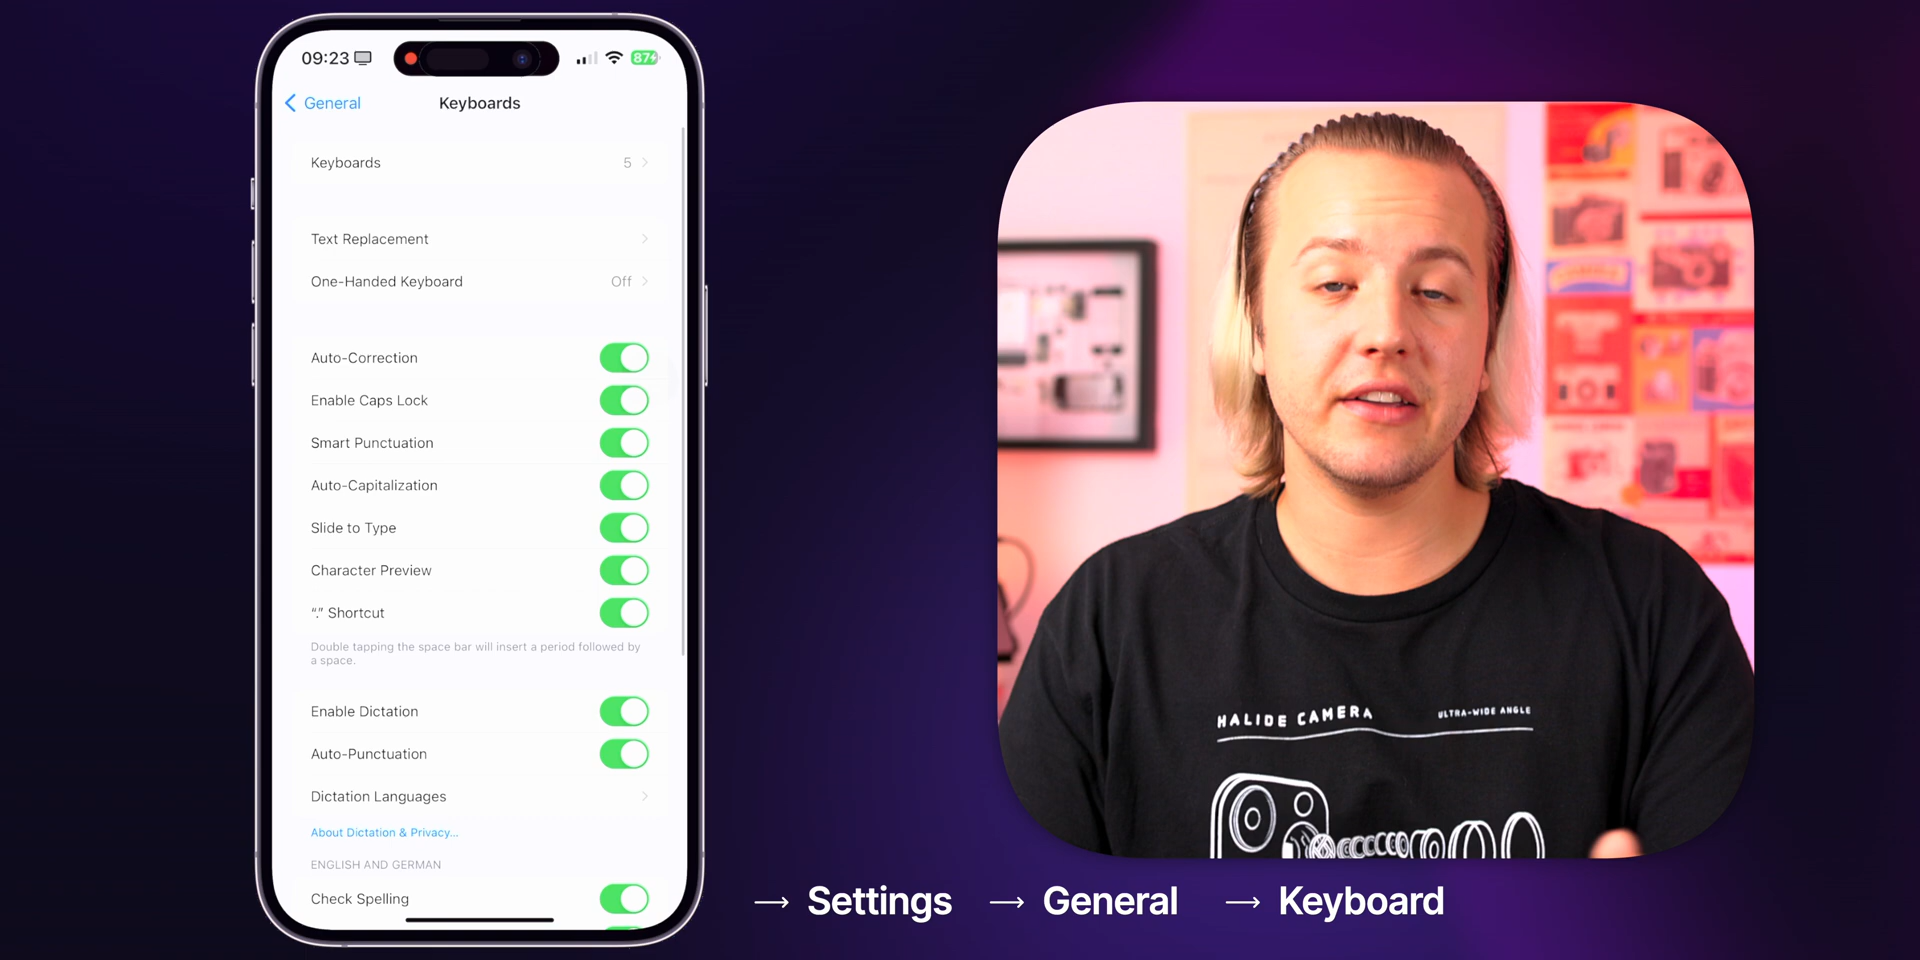 09:23
87
General
Keyboards
Keyboards 5
Text Replacement
One-Handed Keyboard Off
Auto-Correction
Enable Caps Lock
Smart Punctuation
Auto-Capitalization
Slide to Type
Character Preview
“.” Shortcut
Double tapping the space bar will insert a period followed by
a space.
Enable Dictation
Auto-Punctuation
Dictation Languages
About Dictation & Privacy...
ENGLISH AND GERMAN
Check Spelling
HALIDE CAMERA
ULTRA-WIDE ANGLE
→ Settings → General → Keyboard